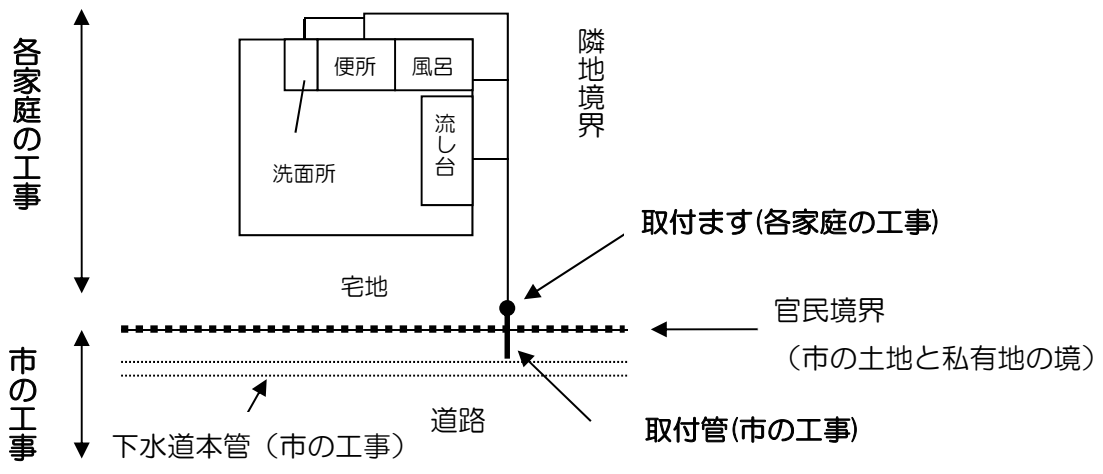 各家庭の工事
便所
風呂
流し台
洗面所
隣地境界
取付ます(各家庭の工事)
宅地
官民境界
（市の土地と私有地の境）
市の工事
道路
取付管(市の工事)
下水道本管（市の工事）